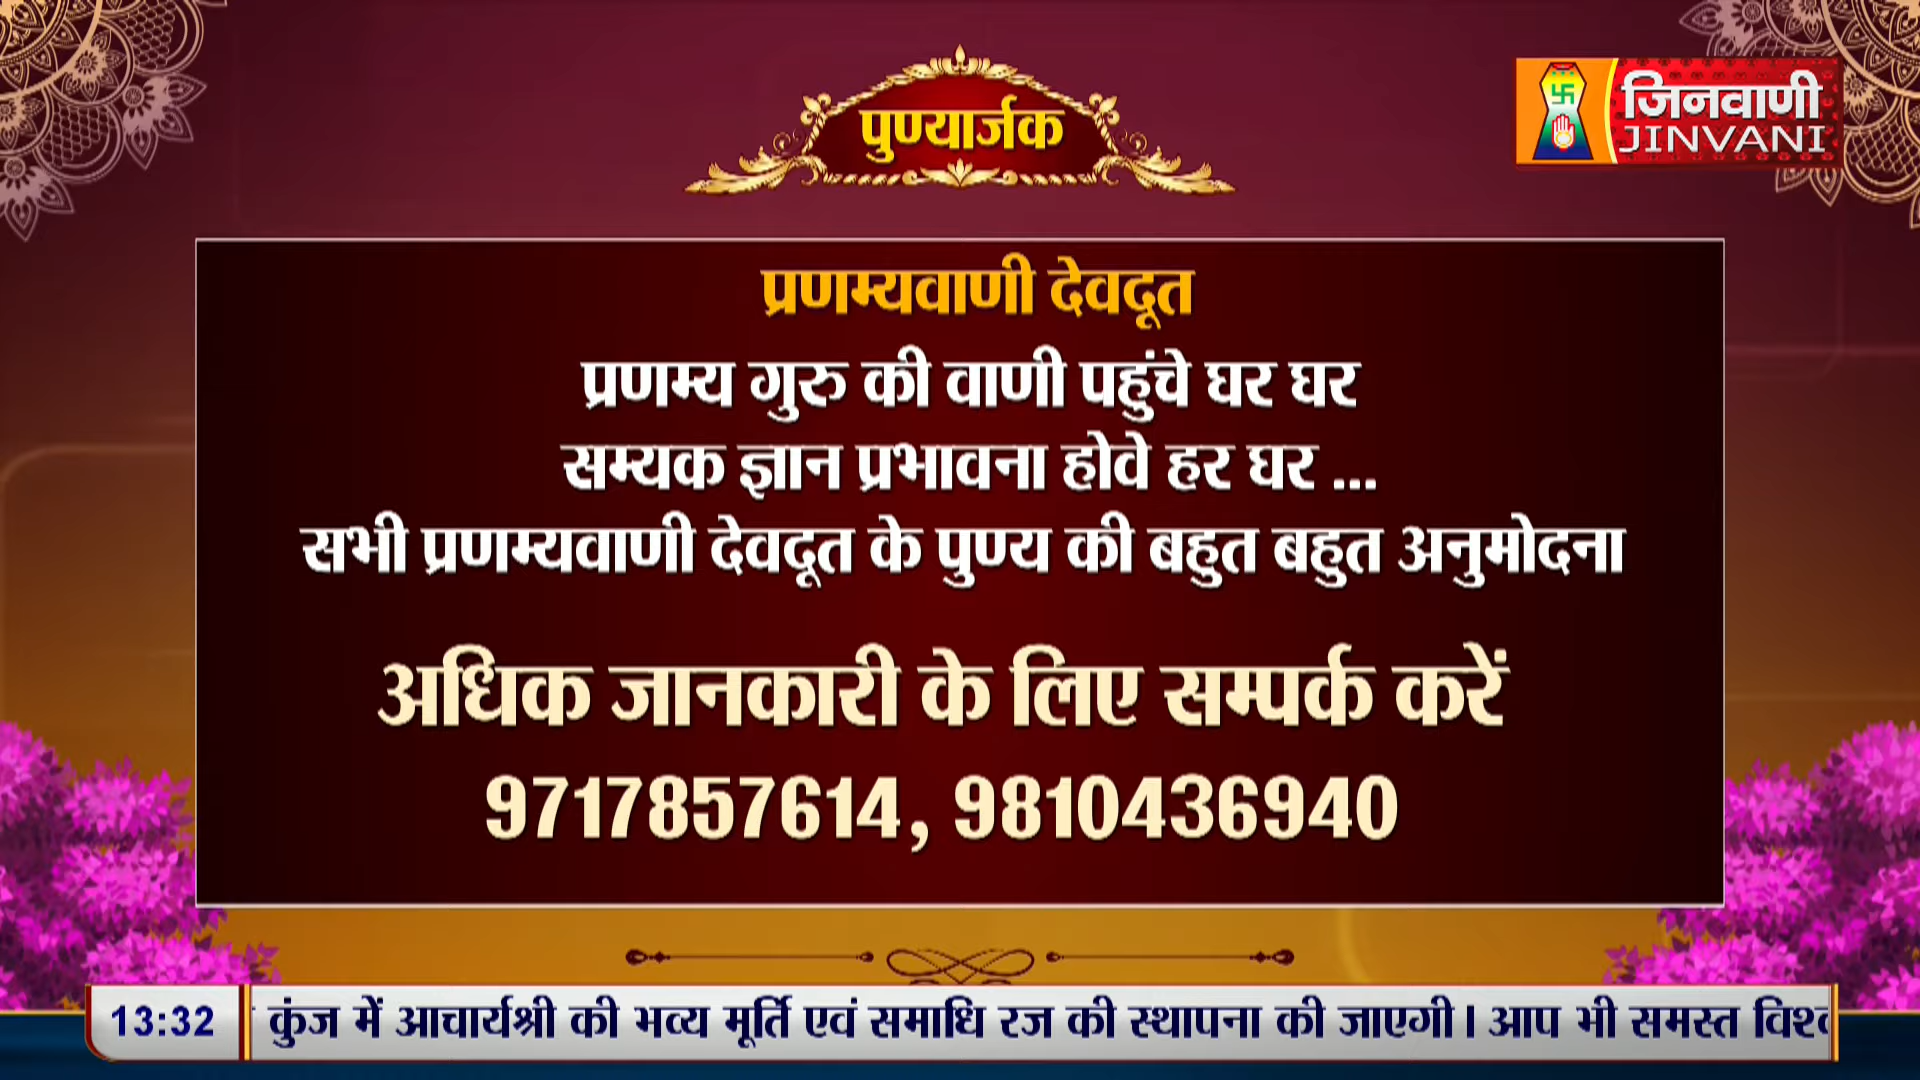 पुण्यार्जक
जिनवाणी
JINVANI
प्रणम्यवाणी देवदूत
प्रणम्य गुरु की वाणी पहुंचे घर घर
सम्यक ज्ञान प्रभावना होवे हर घर ...
सभी प्रणम्यवाणी देवदूत के पुण्य की बहुत बहुत अनुमोदना
अधिक जानकारी के लिए सम्पर्क करें
9717857614, 9810436940
13:32 कुंज में आचार्यश्री की भव्य मूर्ति एवं समाधि रज की स्थापना की जाएगी। आप भी समस्त